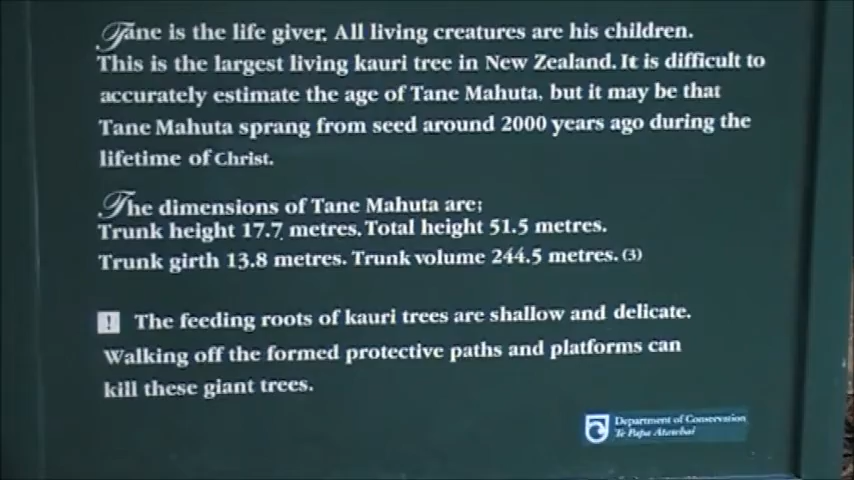 Tane is the life giver. All living creatures are his children.
This is the largest living kauri tree in New Zealand. It is difficult to
accurately estimate the age of Tane Mahuta, but it may be that
Tane Mahuta sprang from seed around 2000 years ago during the
lifetime of Christ.
The dimensions of Tane Mahuta are;
Trunk height 17.7 metres. Total height 51.5 metres.
Trunk girth 13.8 metres. Trunk volume 244.5 metres. (3)
! The feeding roots of kauri trees are shallow and delicate.
Walking off the formed protective paths and platforms can
kill these giant trees.
Department of Conservation
Te Papa Atawhai